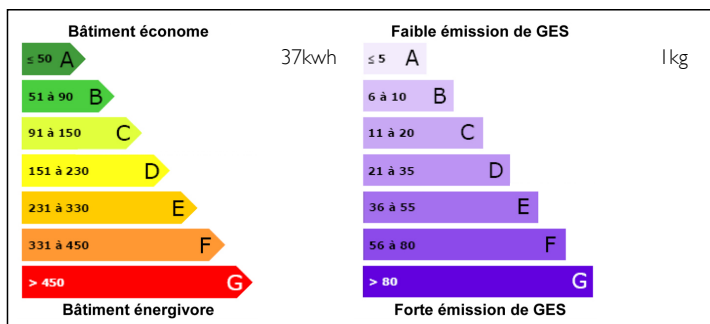 Bâtiment économe
≤ 50 A 37kwh
51 à 90 B
91 à 150 C
151 à 230 D
231 à 330 E
331 à 450 F
> 450 G
Bâtiment énergivore
Faible émission de GES
≤ 5 A 1kg
6 à 10 B
11 à 20 C
21 à 35 D
36 à 55 E
56 à 80 F
> 80 G
Forte émission de GES